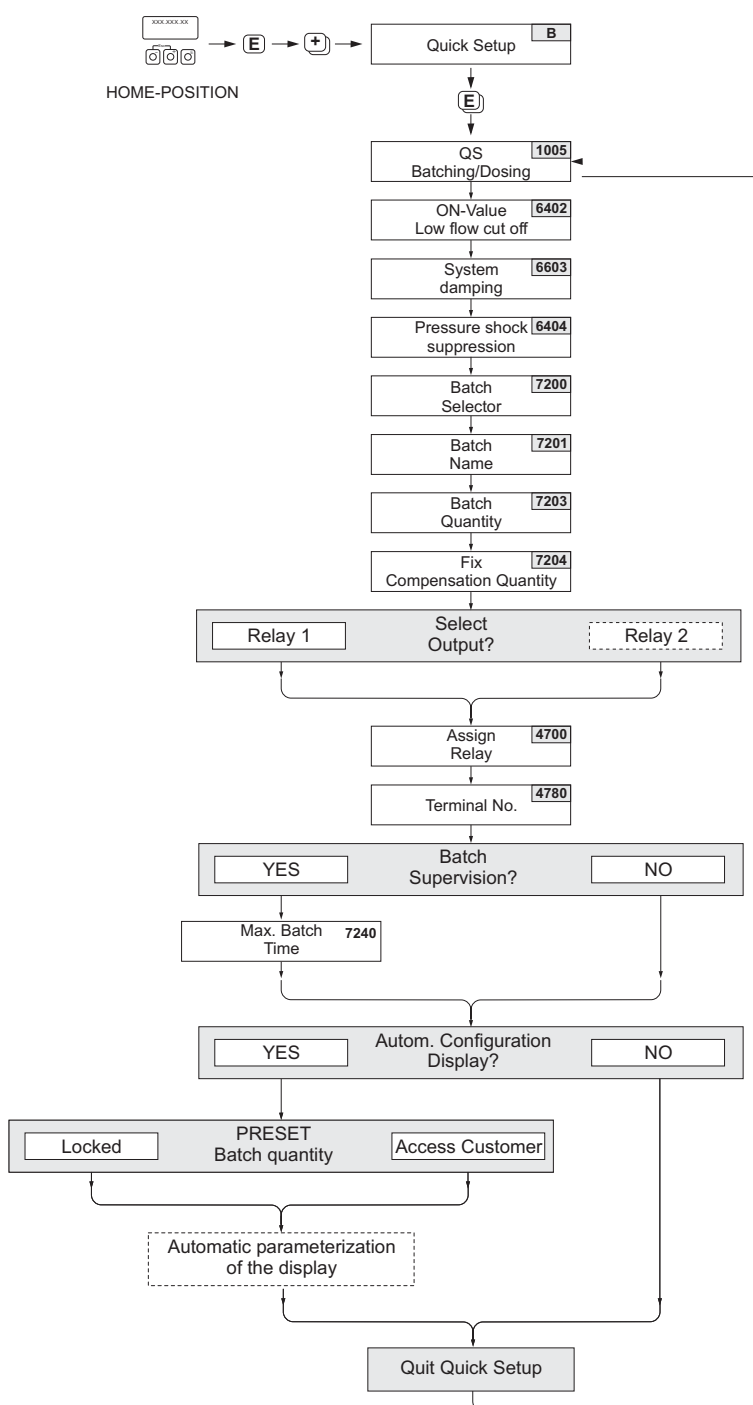 xxx.xxx.xx
E
+
Quick Setup
B
HOME-POSITION
E
QS
1005
Batching/Dosing
ON-Value
6402
Low flow cut off
System
6603
damping
Pressure shock
6404
suppression
Batch
7200
Selector
Batch
7201
Name
Batch
7203
Quantity
Fix
7204
Compensation Quantity
Relay 1
Select
Output?
Relay 2
Assign
4700
Relay
Terminal No.
4780
YES
Batch
Supervision?
NO
Max. Batch
7240
Time
YES
Autom. Configuration
Display?
NO
Locked
PRESET
Batch quantity
Access Customer
Automatic parameterization
of the display
Quit Quick Setup